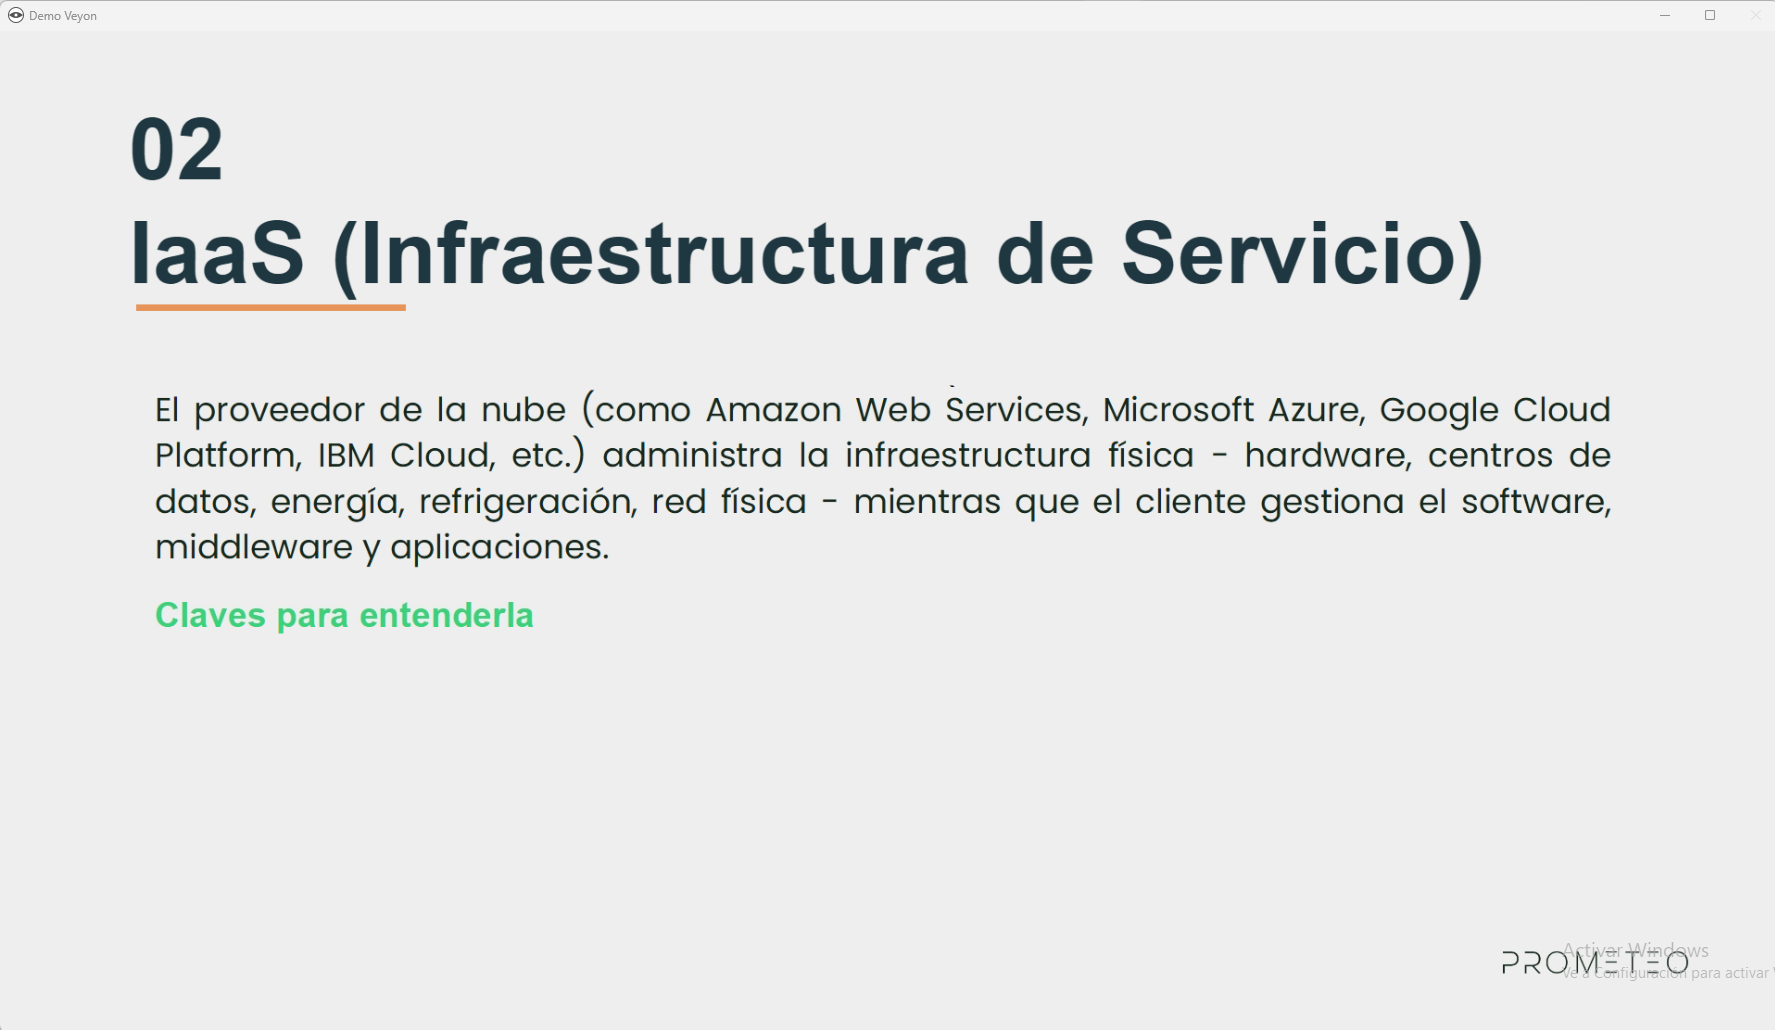 Demo Veyon
02
IaaS (Infraestructura de Servicio)
El proveedor de la nube (como Amazon Web Services, Microsoft Azure, Google Cloud
Platform, IBM Cloud, etc.) administra la infraestructura física - hardware, centros de
datos, energía, refrigeración, red física - mientras que el cliente gestiona el software,
middleware y aplicaciones.
Claves para entenderla
Activar Windows
PROMETEO
Ve a Configuración para activar